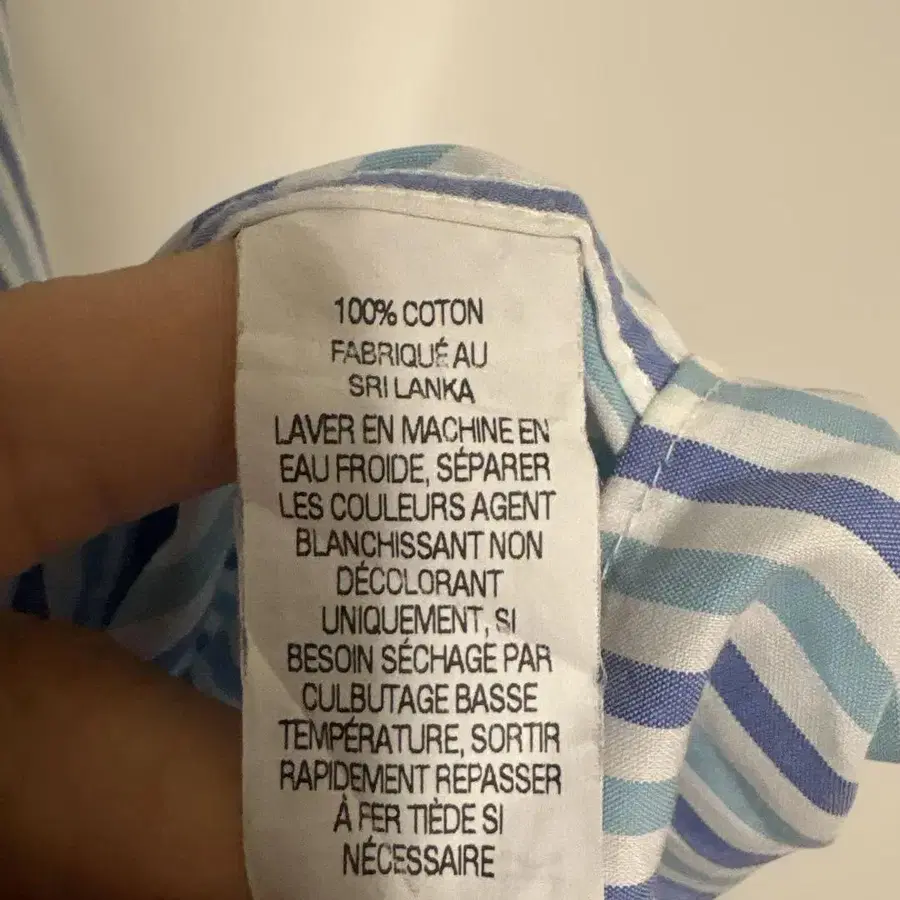 100% COTON
FABRIQUÉ AU
SRI LANKA
LAVER EN MACHINE EN
EAU FROIDE, SÉPARER
LES COULEURS AGENT
BLANCHISSANT NON
DÉCOLORANT
UNIQUEMENT, SI
BESOIN SÉCHAGE PAR
CULBUTAGE BASSE
TEMPÉRATURE, SORTIR
RAPIDEMENT REPASSER
À FER TIÈDE SI
NÉCESSAIRE